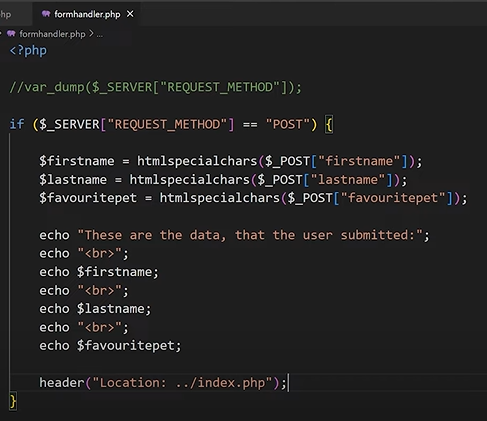 php
formhandler.php ×
formhandler.php > ...
<?php
//var_dump($_SERVER["REQUEST_METHOD"]);
if ($_SERVER["REQUEST_METHOD"] == "POST") {
$firstname = htmlspecialchars($_POST["firstname"]);
$lastname = htmlspecialchars($_POST["lastname"]);
$favouritepet = htmlspecialchars($_POST["favouritepet"]);
echo "These are the data, that the user submitted:";
echo "<br>";
echo $firstname;
echo "<br>";
echo $lastname;
echo "<br>";
echo $favouritepet;
header("Location: ../index.php");
}